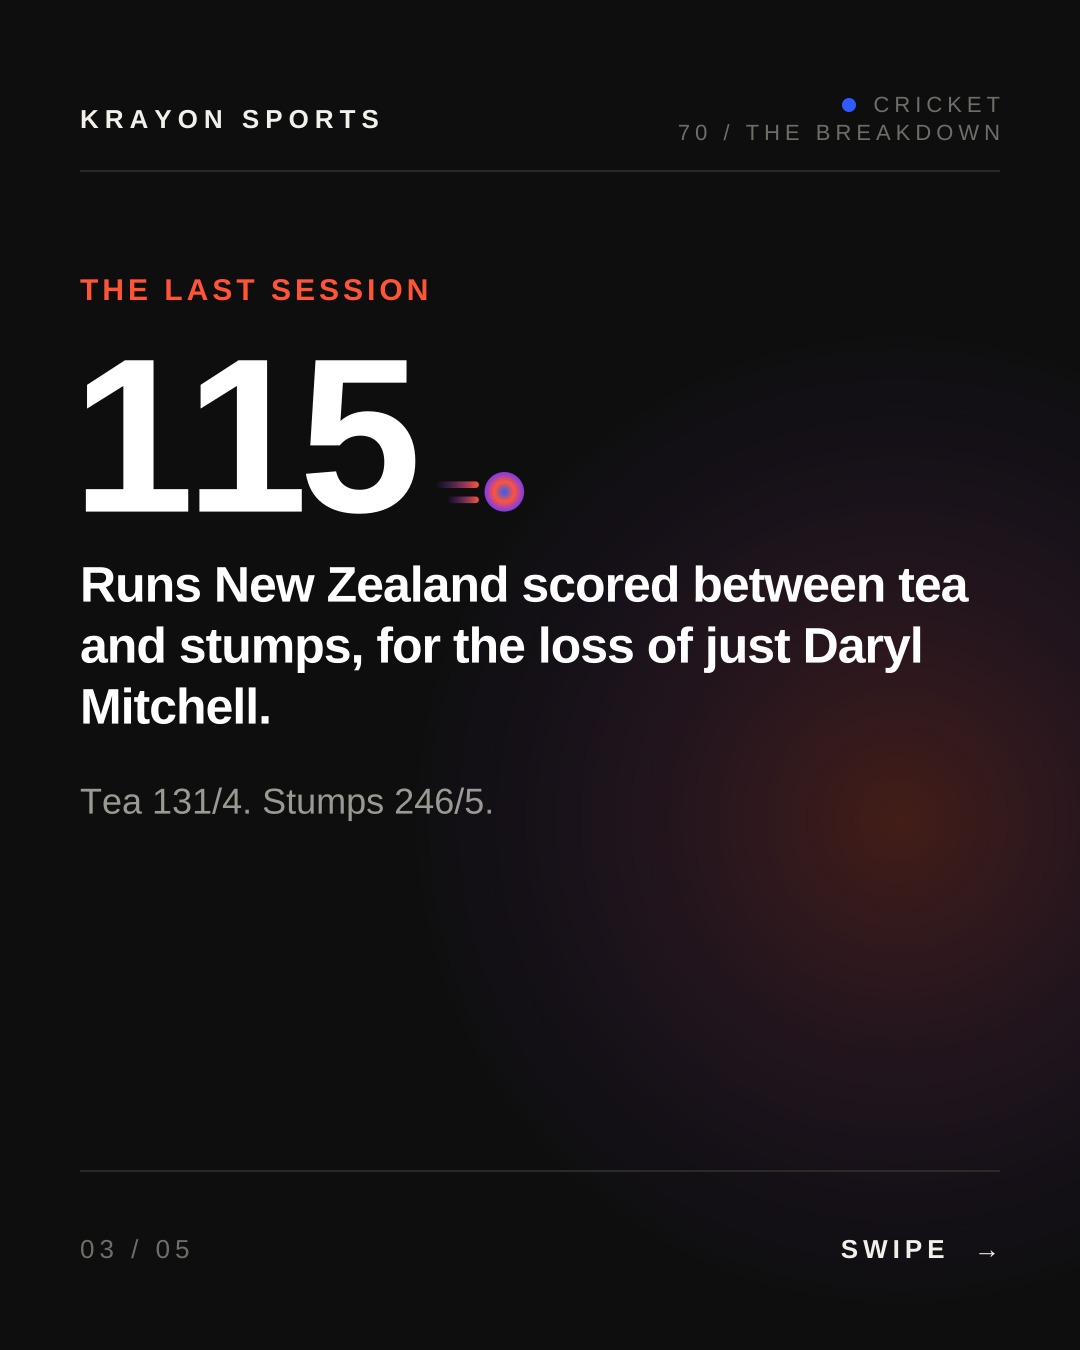 KRAYON SPORTS
CRICKET
70 / THE BREAKDOWN
THE LAST SESSION
115
Runs New Zealand scored between tea
and stumps, for the loss of just Daryl
Mitchell.
Tea 131/4. Stumps 246/5.
03 / 05
SWIPE →